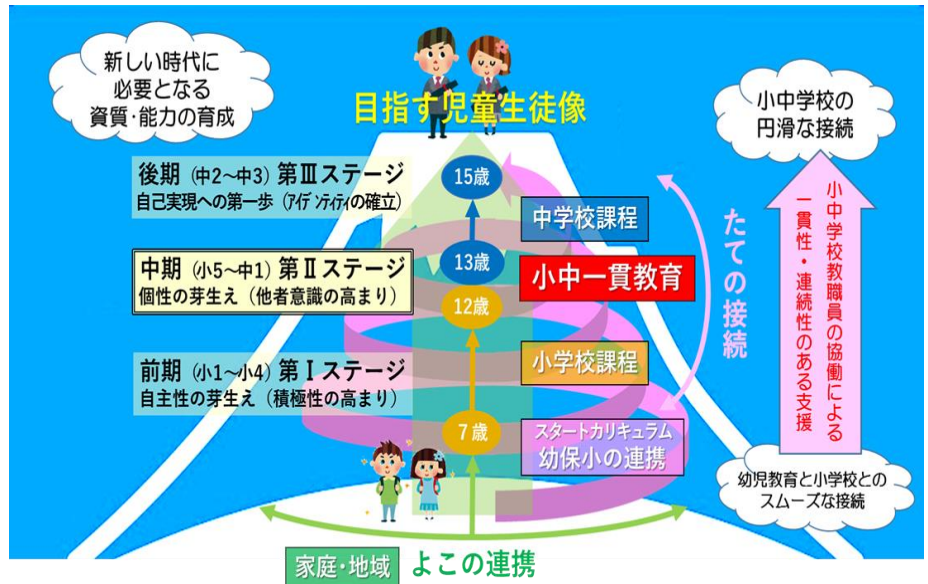 新しい時代に
必要となる
資質・能力の育成
目指す児童生徒像
小中学校の
円滑な接続
後期（中2～中3）第Ⅲステージ
自己実現への第一歩（アイデンティティの確立）
15歳
中学校課程
中期（小5～中1）第Ⅱステージ
個性の芽生え（他者意識の高まり）
13歳
12歳
小中一貫教育
前期（小1～小4）第Ⅰステージ
自主性の芽生え（積極性の高まり）
小学校課程
7歳
スタートカリキュラム
幼保小の連携
たての接続
小中学校教職員の協働による
一貫性・連続性のある支援
幼児教育と小学校との
スムーズな接続
家庭・地域
よこの連携